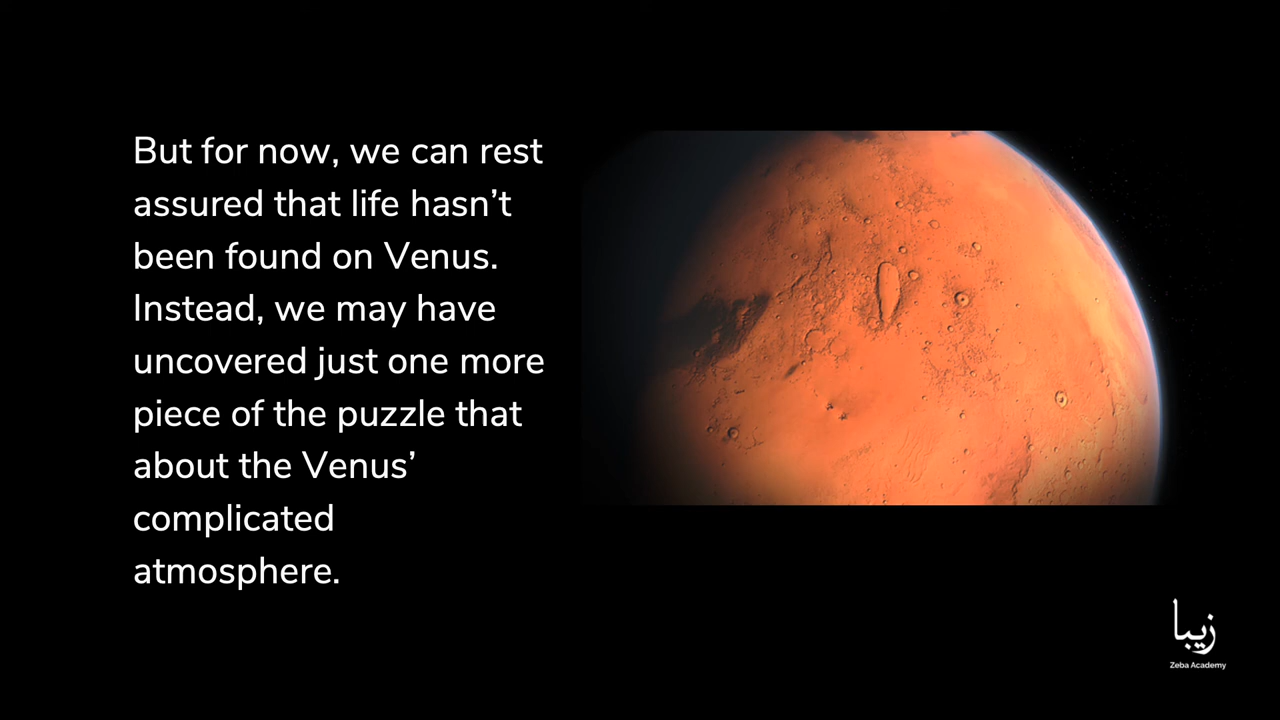 But for now, we can rest
assured that life hasn’t
been found on Venus.
Instead, we may have
uncovered just one more
piece of the puzzle that
about the Venus’
complicated
atmosphere.
زيبا
Zeba Academy